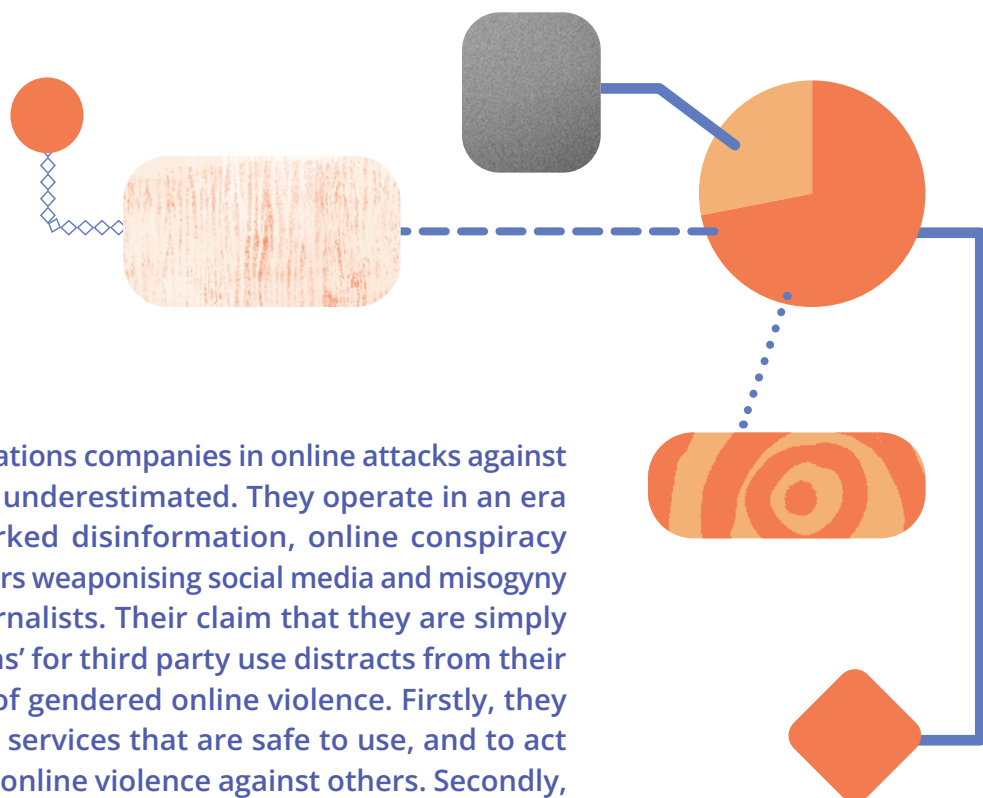 ations companies in online attacks against
underestimated. They operate in an era
rked disinformation, online conspiracy
rs weaponising social media and misogyny
rnalists. Their claim that they are simply
ns’ for third party use distracts from their
of gendered online violence. Firstly, they
services that are safe to use, and to act
online violence against others. Secondly,